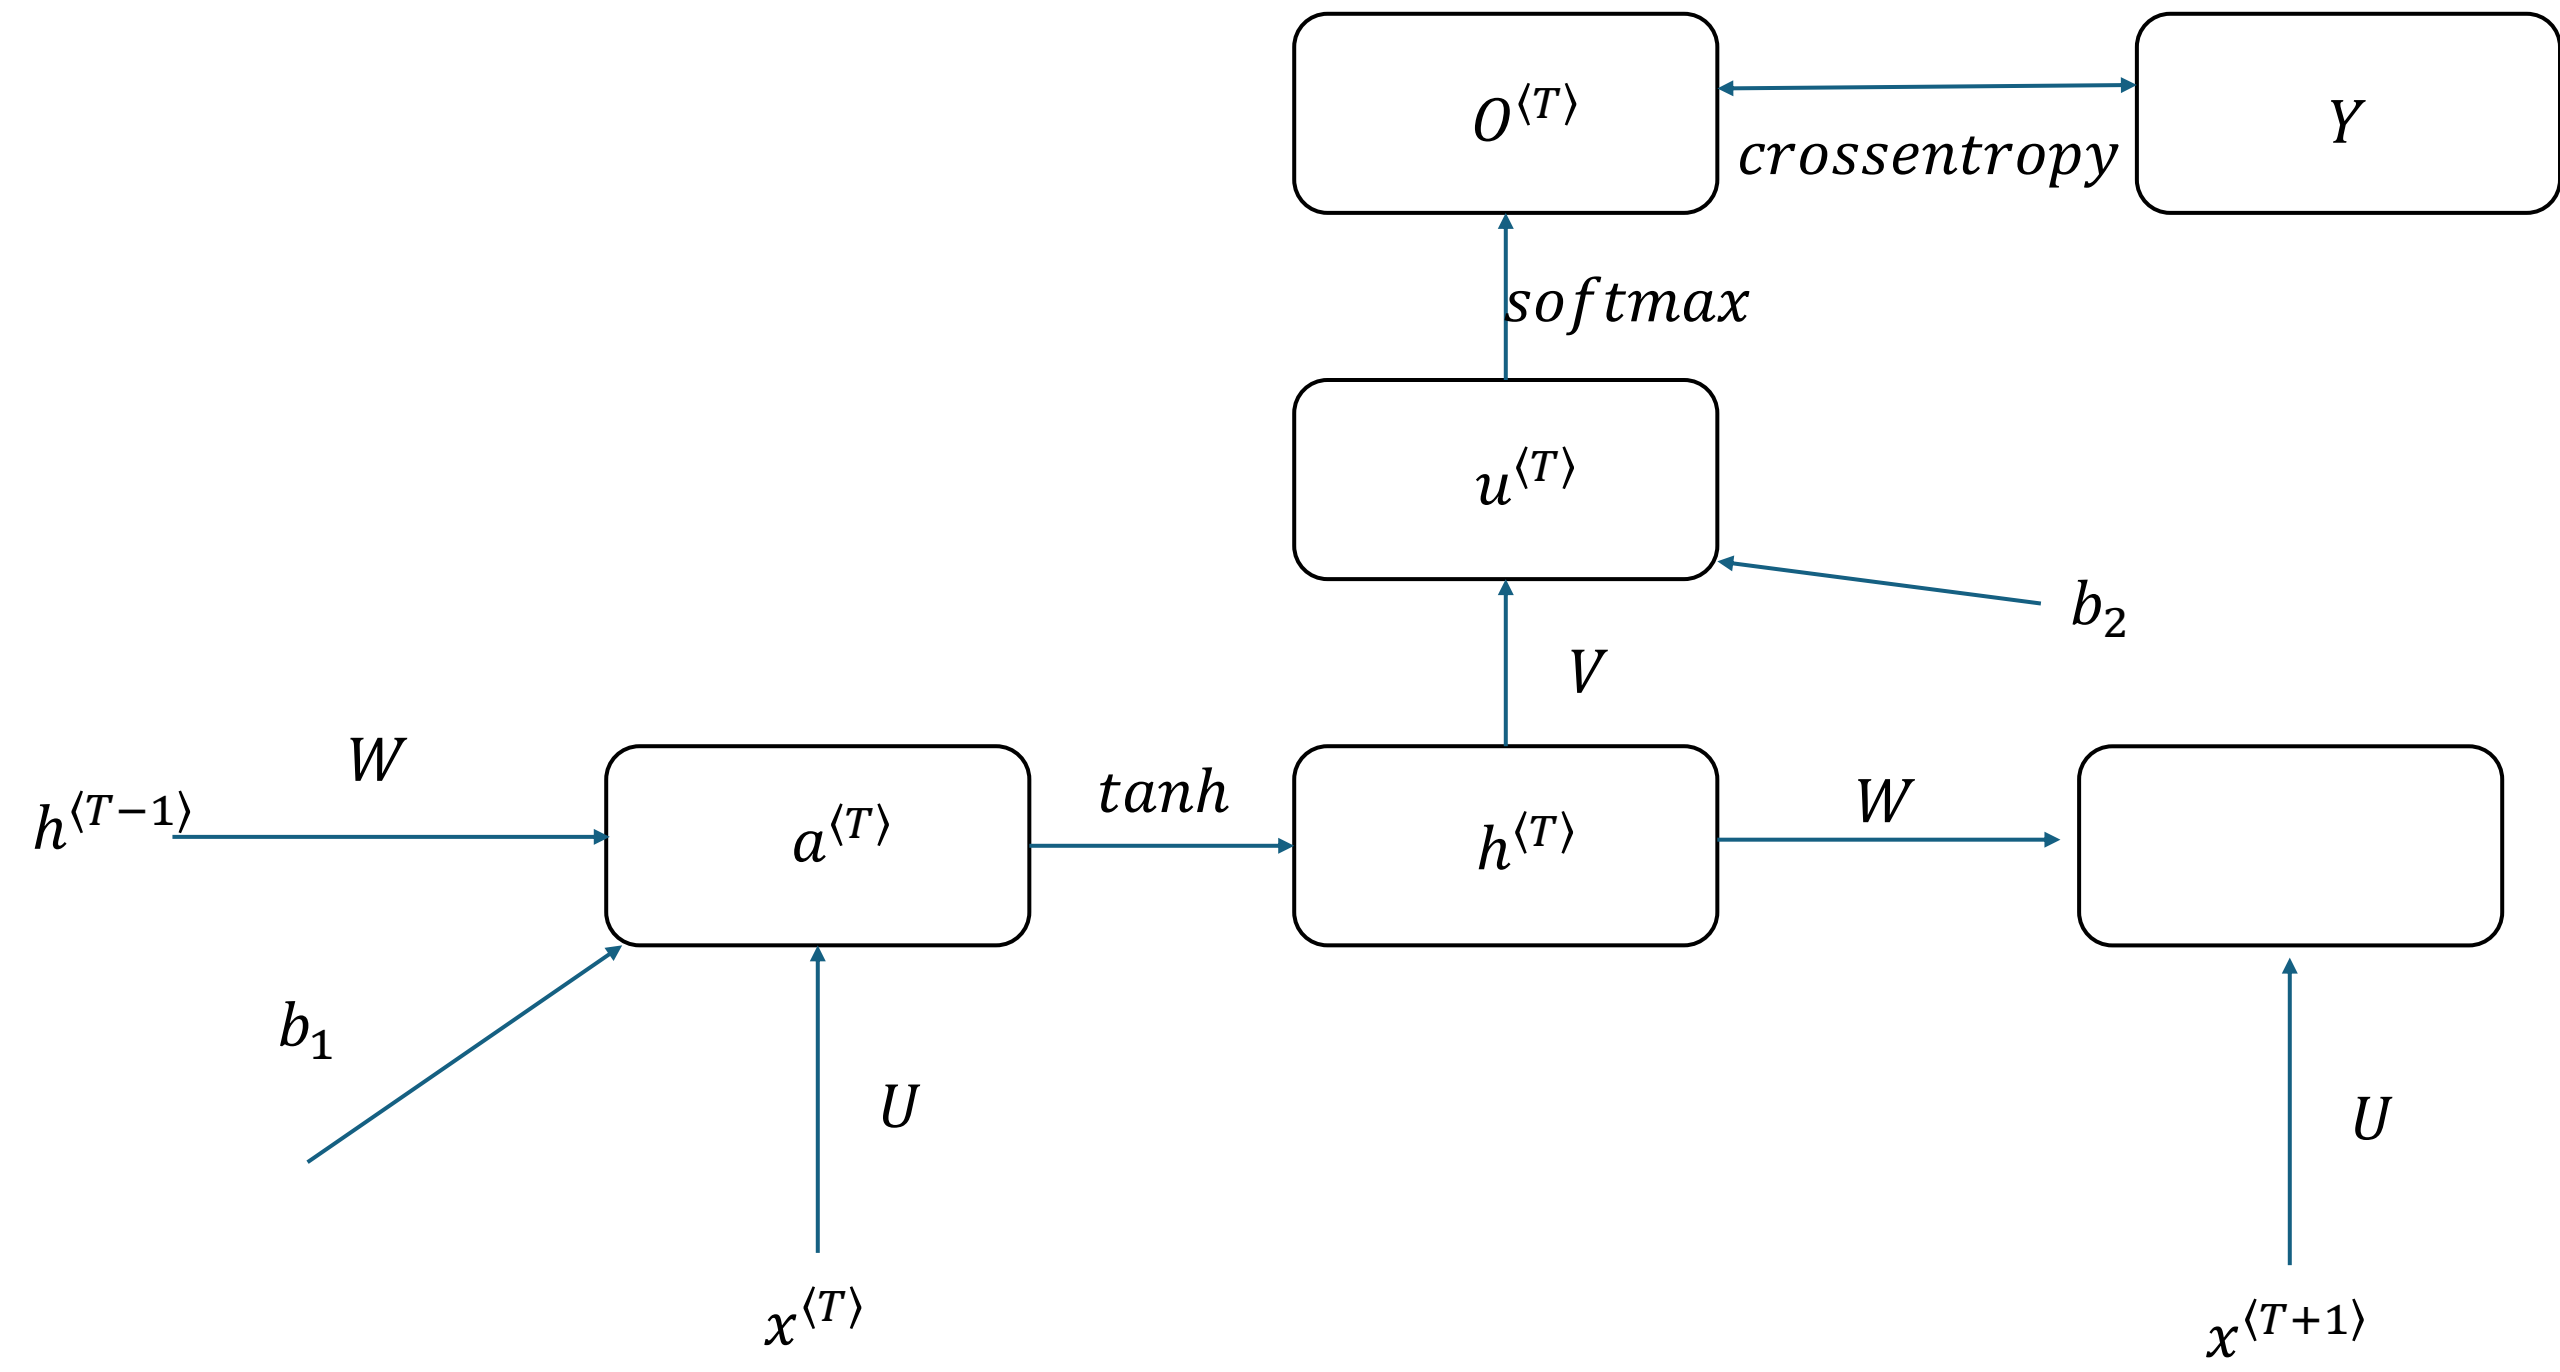 O⟨T⟩
Y
crossentropy
softmax
u⟨T⟩
b₂
V
W
h⟨T−1⟩
a⟨T⟩
tanh
h⟨T⟩
W
b₁
U
U
x⟨T⟩
x⟨T+1⟩